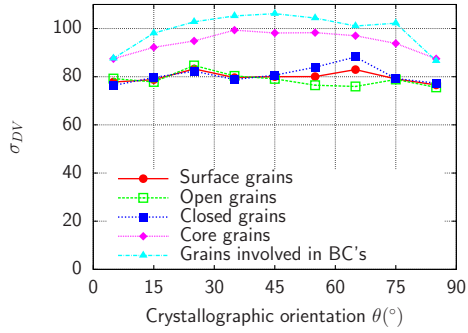 σ_DV
100
80
60
40
20
0
Surface grains
Open grains
Closed grains
Core grains
Grains involved in BC's
0 15 30 45 60 75 90
Crystallographic orientation θ(°)